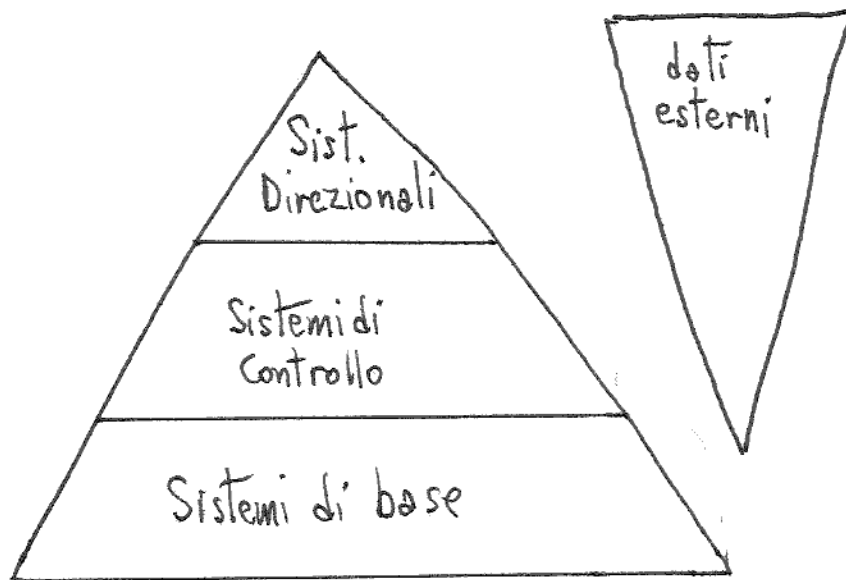 Sist.
Direzionali
Sistemi di
Controllo
Sistemi di base
dati
esterni